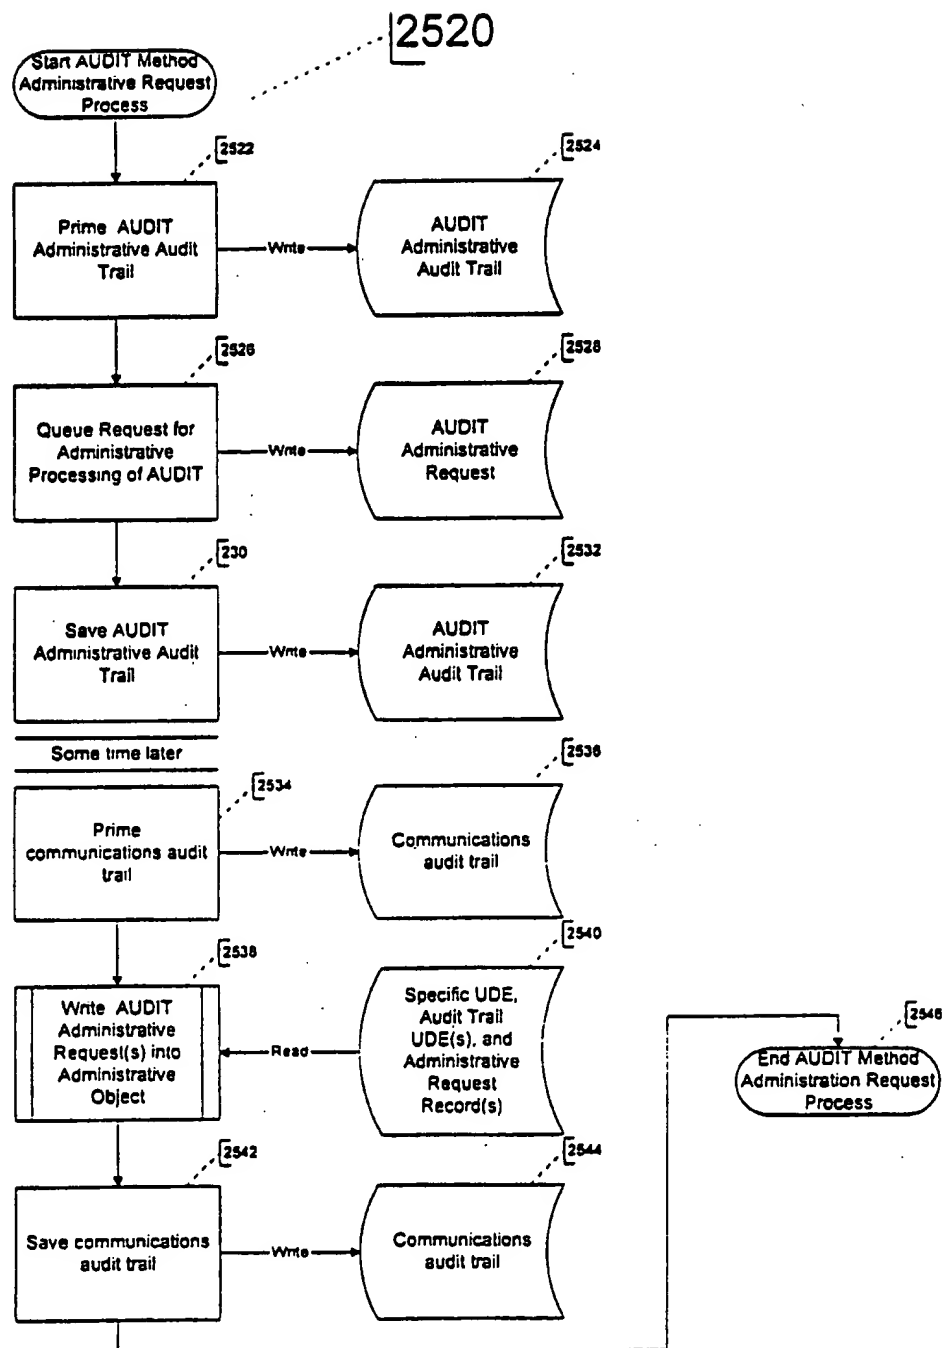 2520
Start AUDIT Method
Administrative Request
Process
2522
2524
Prime AUDIT
Administrative Audit
Trail
Write
AUDIT
Administrative
Audit Trail
2526
2528
Queue Request for
Administrative
Processing of AUDIT
Write
AUDIT
Administrative
Request
230
2532
Save AUDIT
Administrative Audit
Trail
Write
AUDIT
Administrative
Audit Trail
Some time later
2534
2536
Prime
communications audit
trail
Write
Communications
audit trail
2538
2540
Write AUDIT
Administrative
Request(s) into
Administrative
Object
Read
Specific UDE,
Audit Trail
UDE(s), and
Administrative
Request
Record(s)
2546
End AUDIT Method
Administration Request
Process
2542
2544
Save communications
audit trail
Write
Communications
audit trail